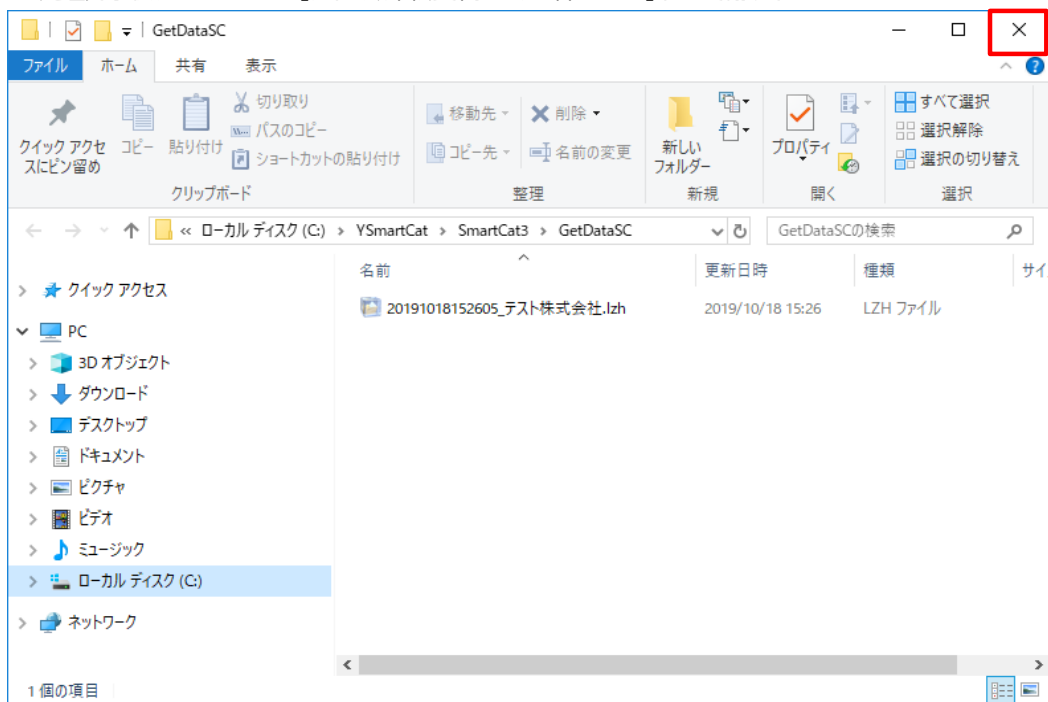 GetDataSC
ファイル ホーム 共有 表示
クイック アクセスにピン留め
コピー
貼り付け
切り取り
パスのコピー
ショートカットの貼り付け
クリップボード
移動先
コピー先
削除
名前の変更
整理
新しいフォルダー
新規
プロパティ
開く
すべて選択
選択解除
選択の切り替え
選択
« ローカル ディスク (C:) › YSmartCat › SmartCat3 › GetDataSC
GetDataSCの検索
名前 更新日時 種類 サイ
20191018152605_テスト株式会社.lzh 2019/10/18 15:26 LZH ファイル
クイック アクセス
PC
3D オブジェクト
ダウンロード
デスクトップ
ドキュメント
ピクチャ
ビデオ
ミュージック
ローカル ディスク (C:)
ネットワーク
1 個の項目